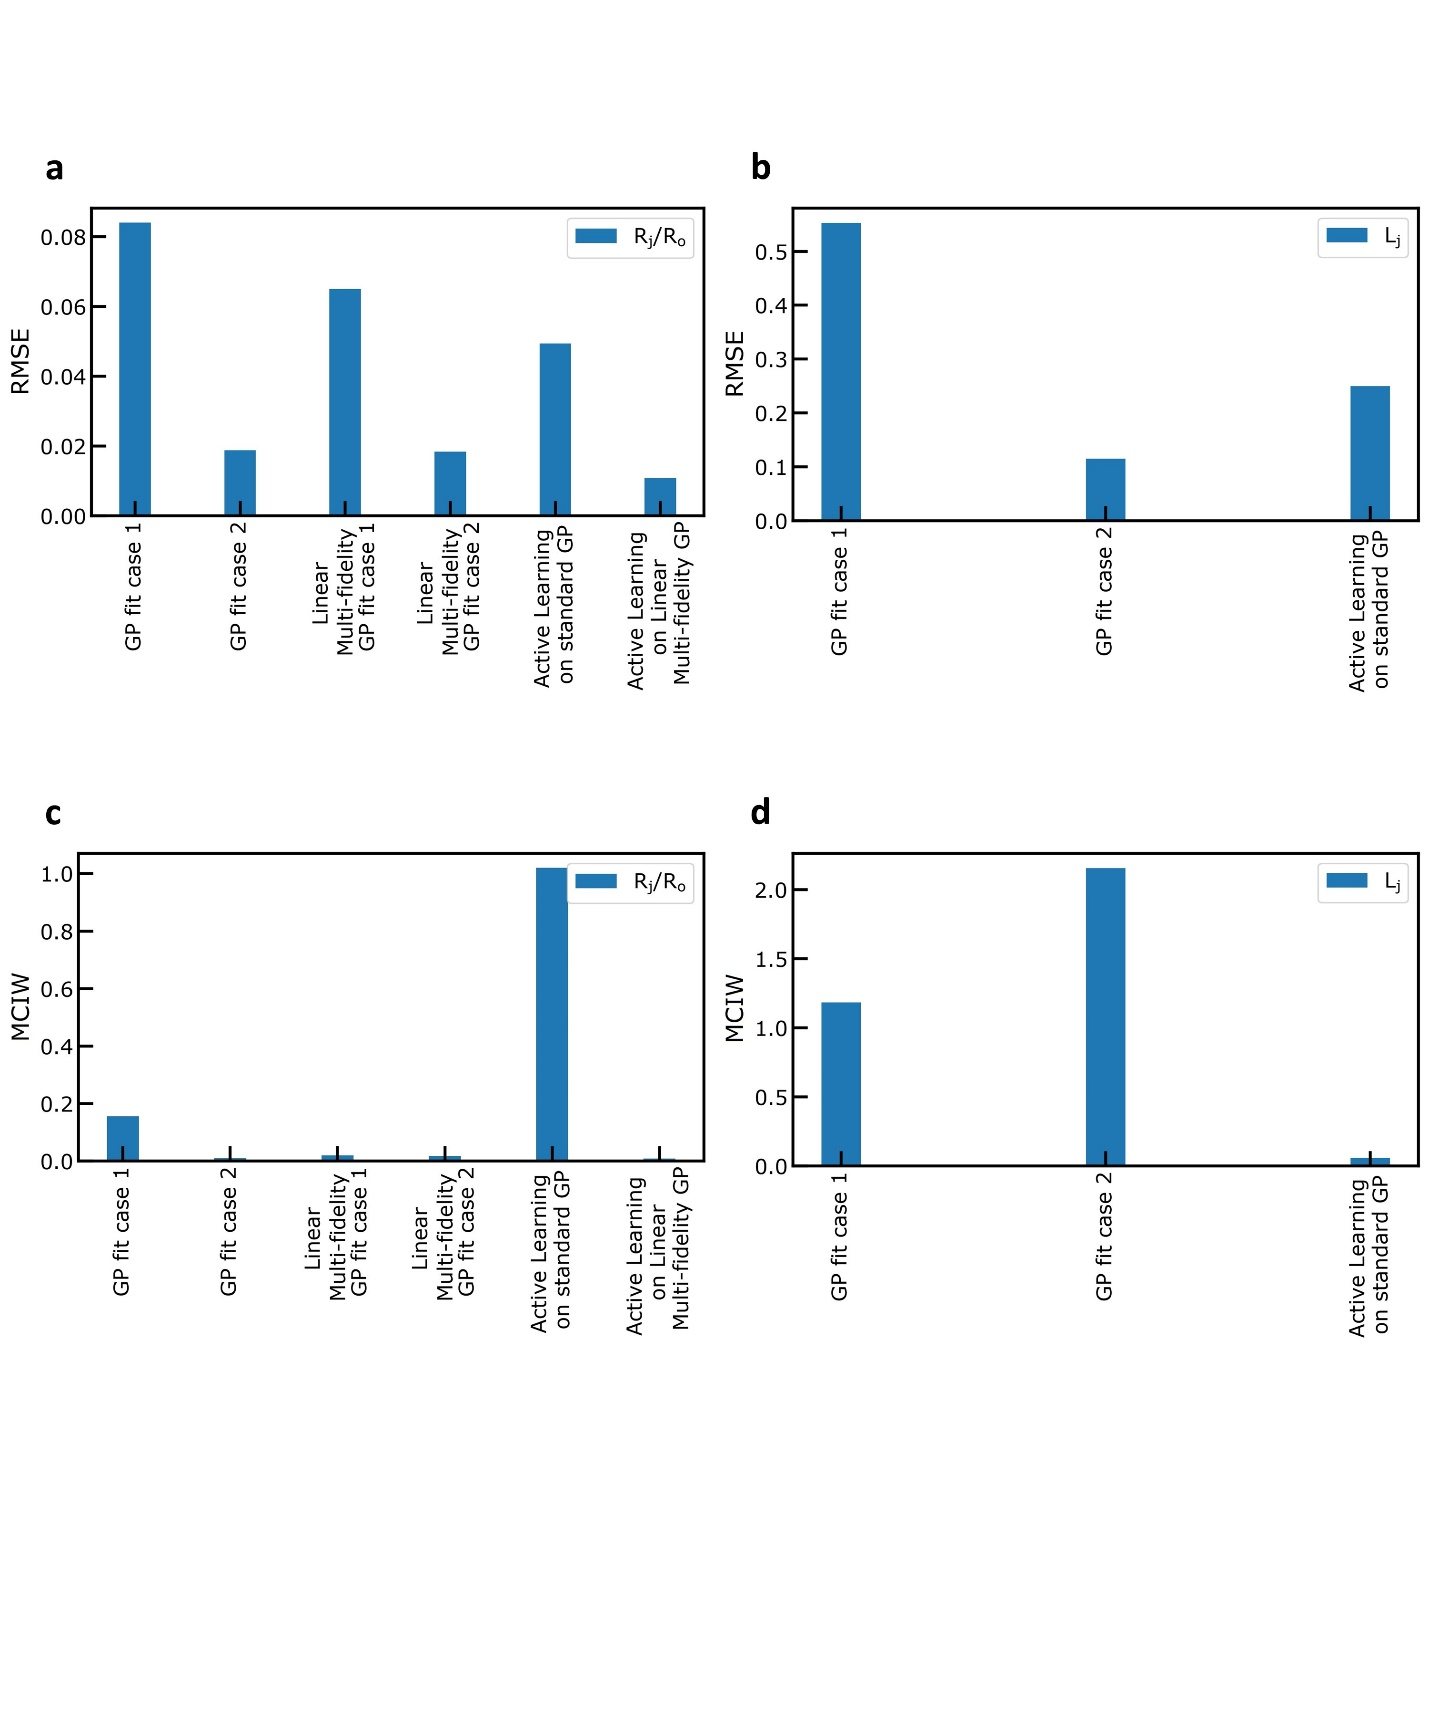 a
RMSE
0.08
0.06
0.04
0.02
0.00
Rj/Ro
GP fit case 1
GP fit case 2
Linear
Multi-fidelity
GP fit case 1
Linear
Multi-fidelity
GP fit case 2
Active Learning
on standard GP
Active Learning
on Linear
Multi-fidelity GP
b
RMSE
0.5
0.4
0.3
0.2
0.1
0.0
Lj
GP fit case 1
GP fit case 2
Active Learning
on standard GP
c
MCIW
1.0
0.8
0.6
0.4
0.2
0.0
Rj/Ro
GP fit case 1
GP fit case 2
Linear
Multi-fidelity
GP fit case 1
Linear
Multi-fidelity
GP fit case 2
Active Learning
on standard GP
Active Learning
on Linear
Multi-fidelity GP
d
MCIW
2.0
1.5
1.0
0.5
0.0
Lj
GP fit case 1
GP fit case 2
Active Learning
on standard GP